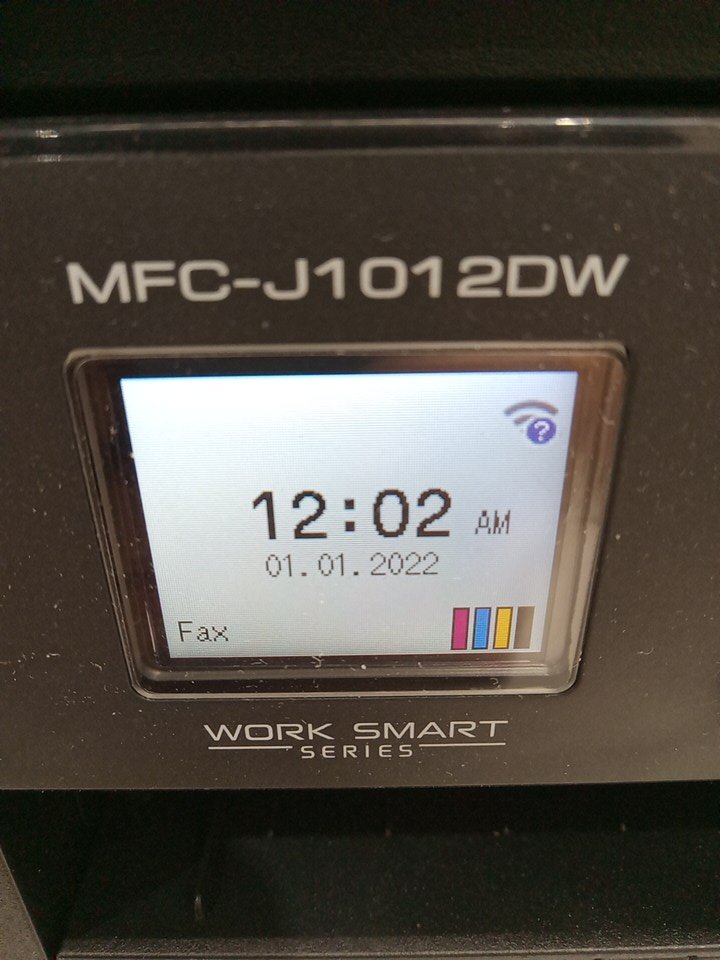 MFC-J1012DW
?
12:02 AM
01.01.2022
Fax
WORK SMART
SERIES